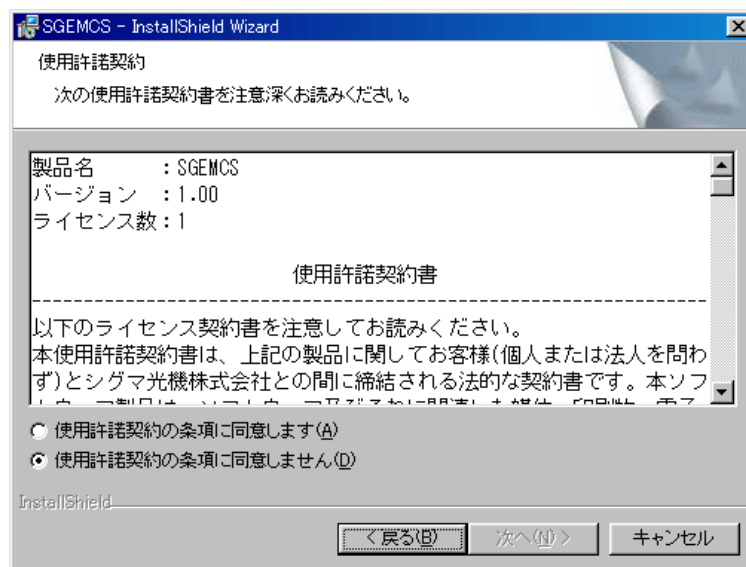 SGEMCS - InstallShield Wizard
使用許諾契約
次の使用許諾契約書を注意深くお読みください。
製品名 : SGEMCS
バージョン : 1.00
ライセンス数 : 1
使用許諾契約書
--------------------------------------------------------------------
以下のライセンス契約書を注意してお読みください。
本使用許諾契約書は、上記の製品に関してお客様(個人または法人を問わ
ず)とシグマ光機株式会社との間に締結される法的な契約書です。本ソフ
使用許諾契約の条項に同意します(A)
使用許諾契約の条項に同意しません(D)
InstallShield
< 戻る(B)
次へ(N) >
キャンセル